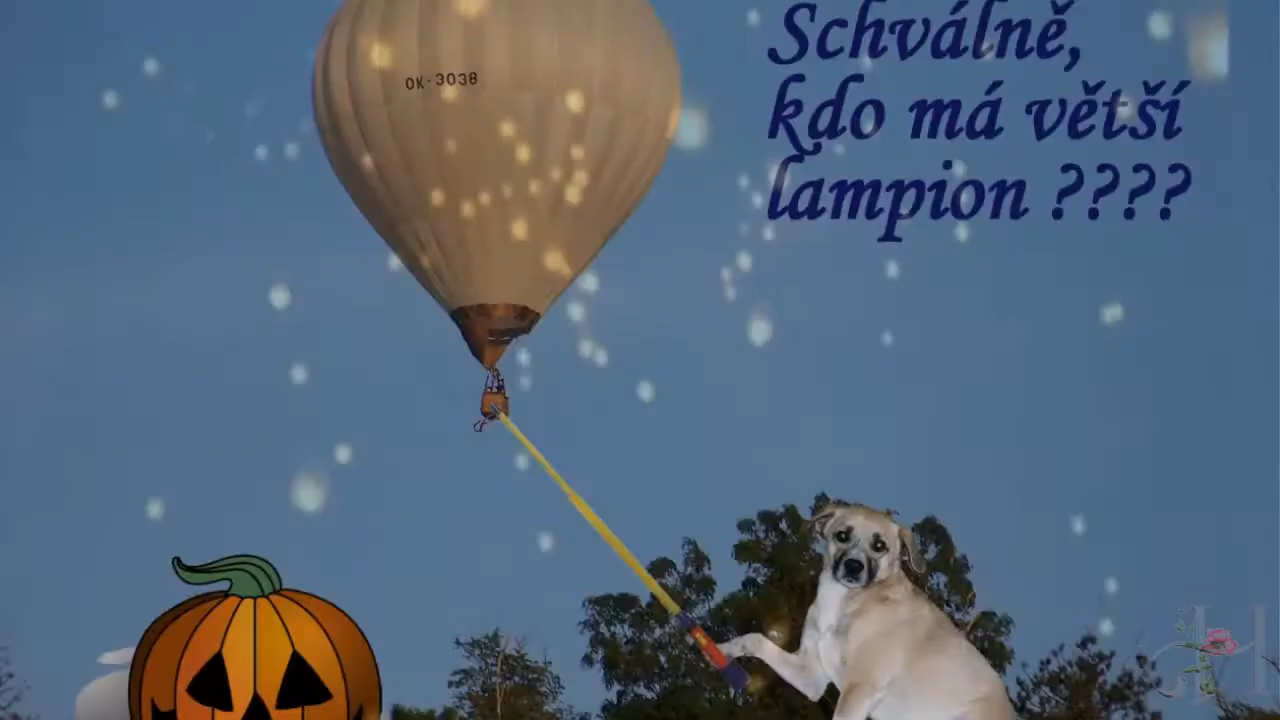 Schválně,
kdo má větší
lampion ????
OK-3038